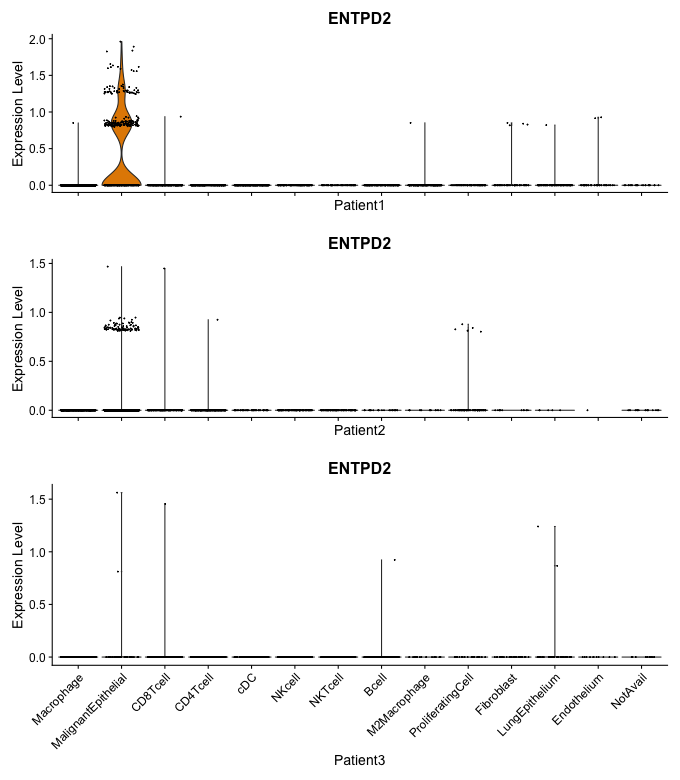 ENTPD2
Expression Level
2.0
1.5
1.0
0.5
0.0
Patient1
ENTPD2
Expression Level
1.5
1.0
0.5
0.0
Patient2
ENTPD2
Expression Level
1.5
1.0
0.5
0.0
Macrophage
MalignantEpithelial
CD8Tcell
CD4Tcell
cDC
NKcell
NKTcell
Bcell
M2Macrophage
ProliferatingCell
Fibroblast
LungEpithelium
Endothelium
NotAvail
Patient3